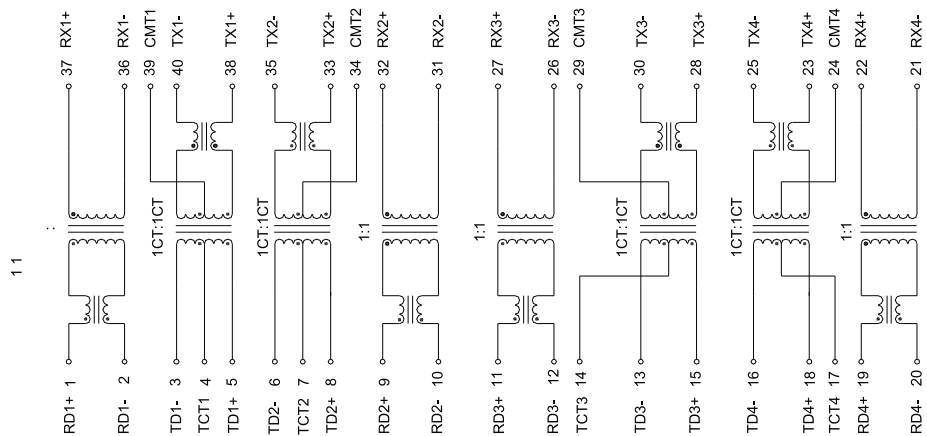 37 RX1+
36 RX1-
39 CMT1
40 TX1-
38 TX1+
35 TX2-
33 TX2+
34 CMT2
32 RX2+
31 RX2-
27 RX3+
26 RX3-
29 CMT3
30 TX3-
28 TX3+
25 TX4-
23 TX4+
24 CMT4
22 RX4+
21 RX4-
1 1
:
1CT:1CT
1CT:1CT
1:1
1:1
1CT:1CT
1CT:1CT
1:1
RD1+ 1
RD1- 2
TD1- 3
TCT1 4
TD1+ 5
TD2- 6
TCT2 7
TD2+ 8
RD2+ 9
RD2- 10
RD3+ 11
RD3- 12
TCT3 14
TD3- 13
TD3+ 15
TD4- 16
TD4+ 18
TCT4 17
RD4+ 19
RD4- 20